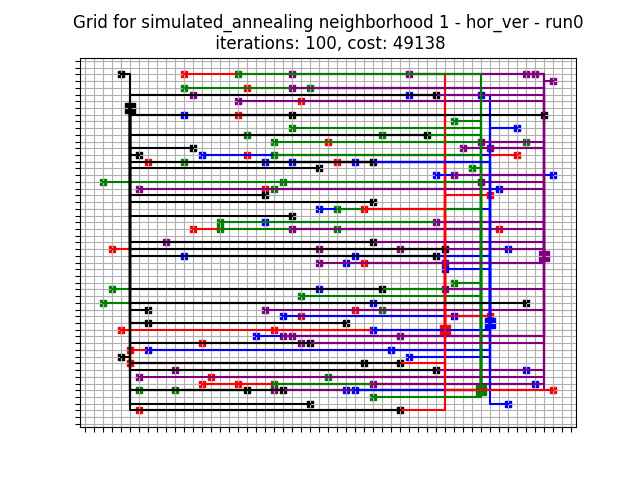 Grid for simulated_annealing neighborhood 1 - hor_ver - run0
iterations: 100, cost: 49138